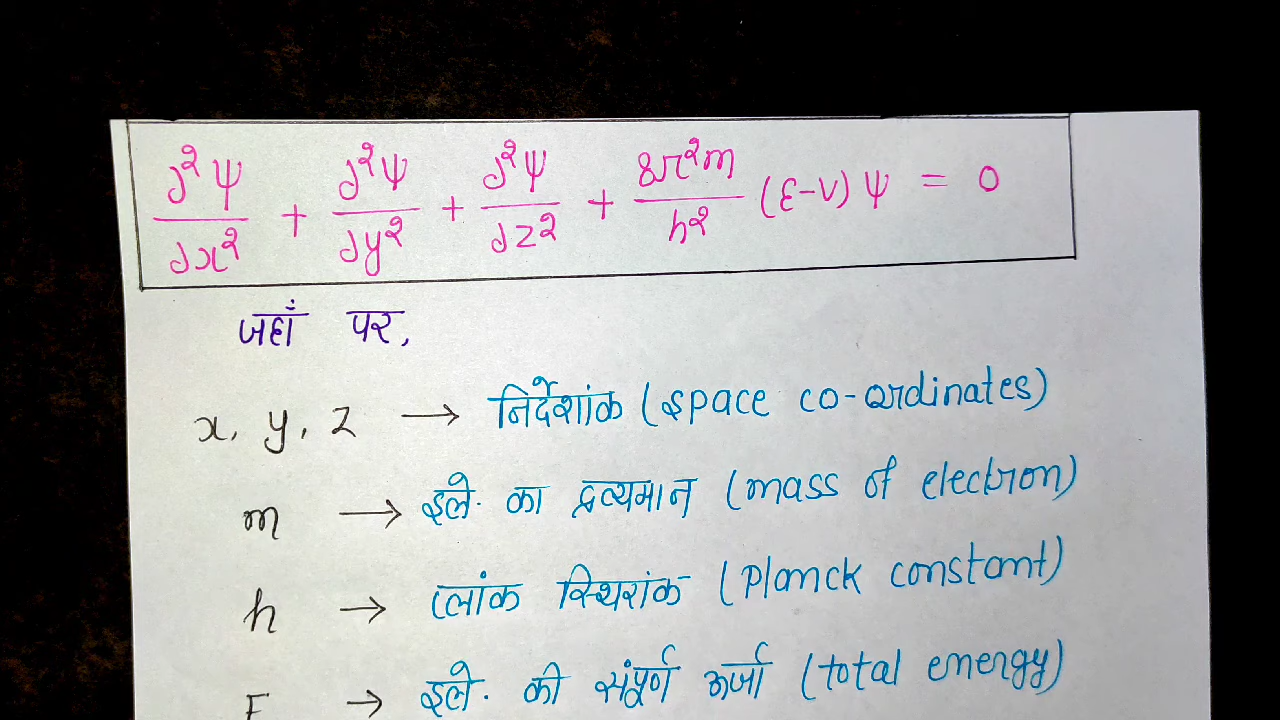 ∂²ψ/∂x² + ∂²ψ/∂y² + ∂²ψ/∂z² + 8π²m/h² (E-V) ψ = 0
जहाँ पर,
x, y, z → निर्देशांक (space co-ordinates)
m → इले. का द्रव्यमान (mass of electron)
h → प्लांक स्थिरांक (Planck constant)
E → इले. की संपूर्ण ऊर्जा (total energy)